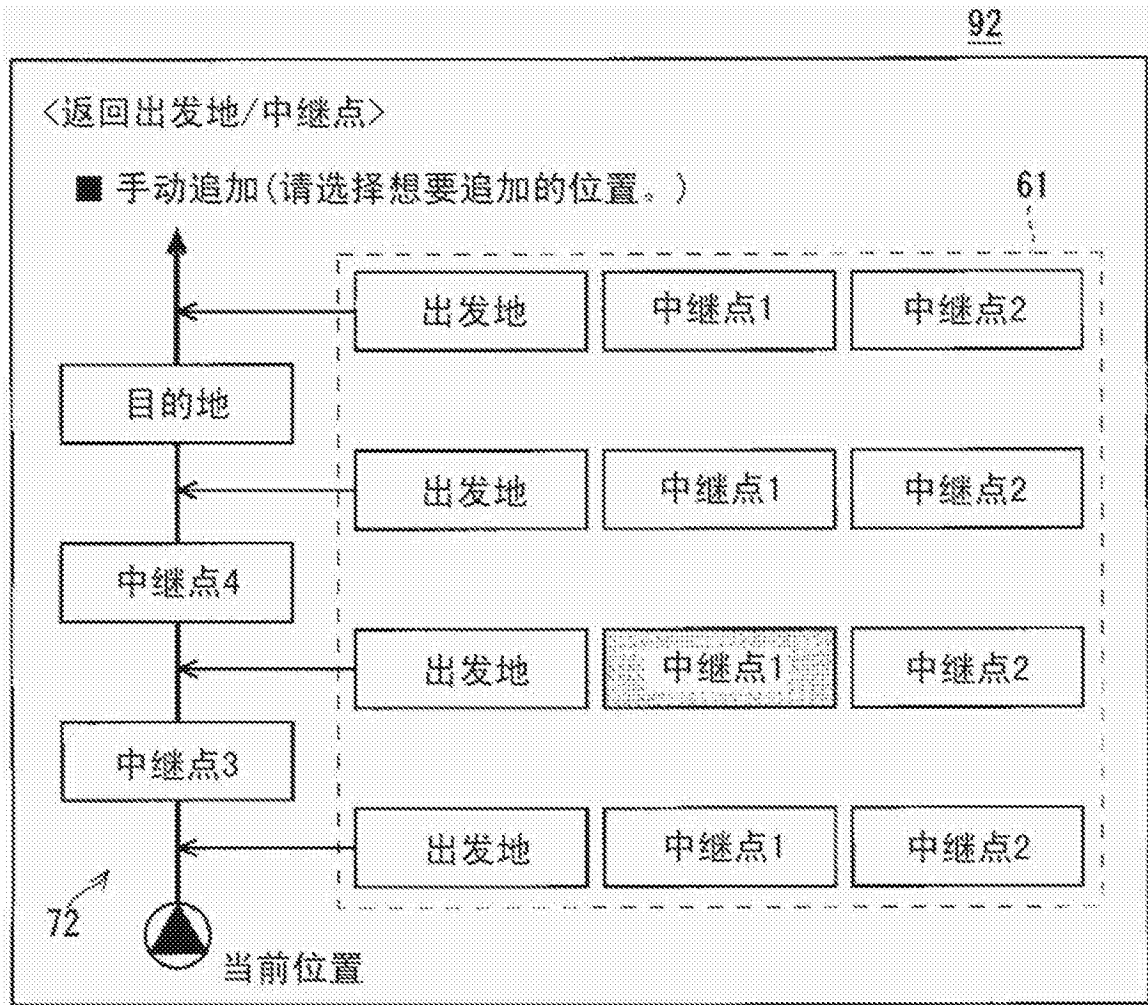 92
<返回出发地/中继点>
■ 手动追加(请选择想要追加的位置。)
61
出发地 中继点1 中继点2
目的地
出发地 中继点1 中继点2
中继点4
出发地 中继点1 中继点2
中继点3
出发地 中继点1 中继点2
72
当前位置